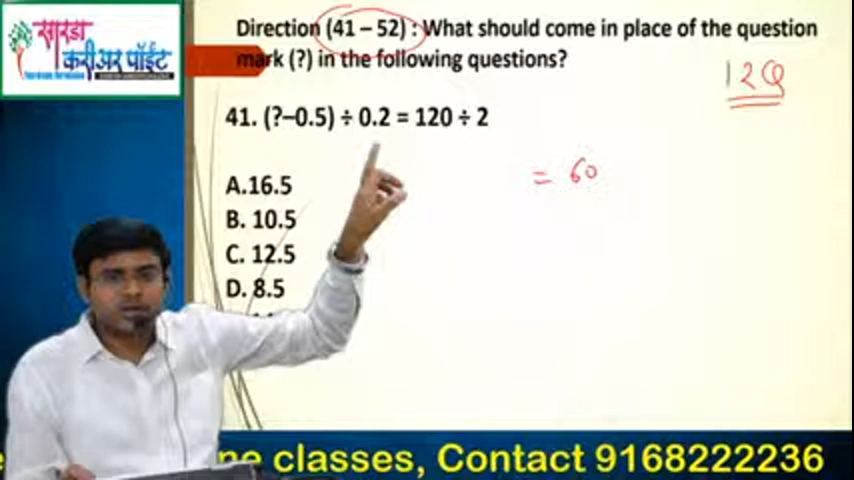 सारडा
करीअर पॉईंट
Direction (41 – 52) : What should come in place of the question
mark (?) in the following questions?
12Q
41. (?–0.5) ÷ 0.2 = 120 ÷ 2
= 60
A.16.5
B. 10.5
C. 12.5
D. 8.5
ne classes, Contact 9168222236